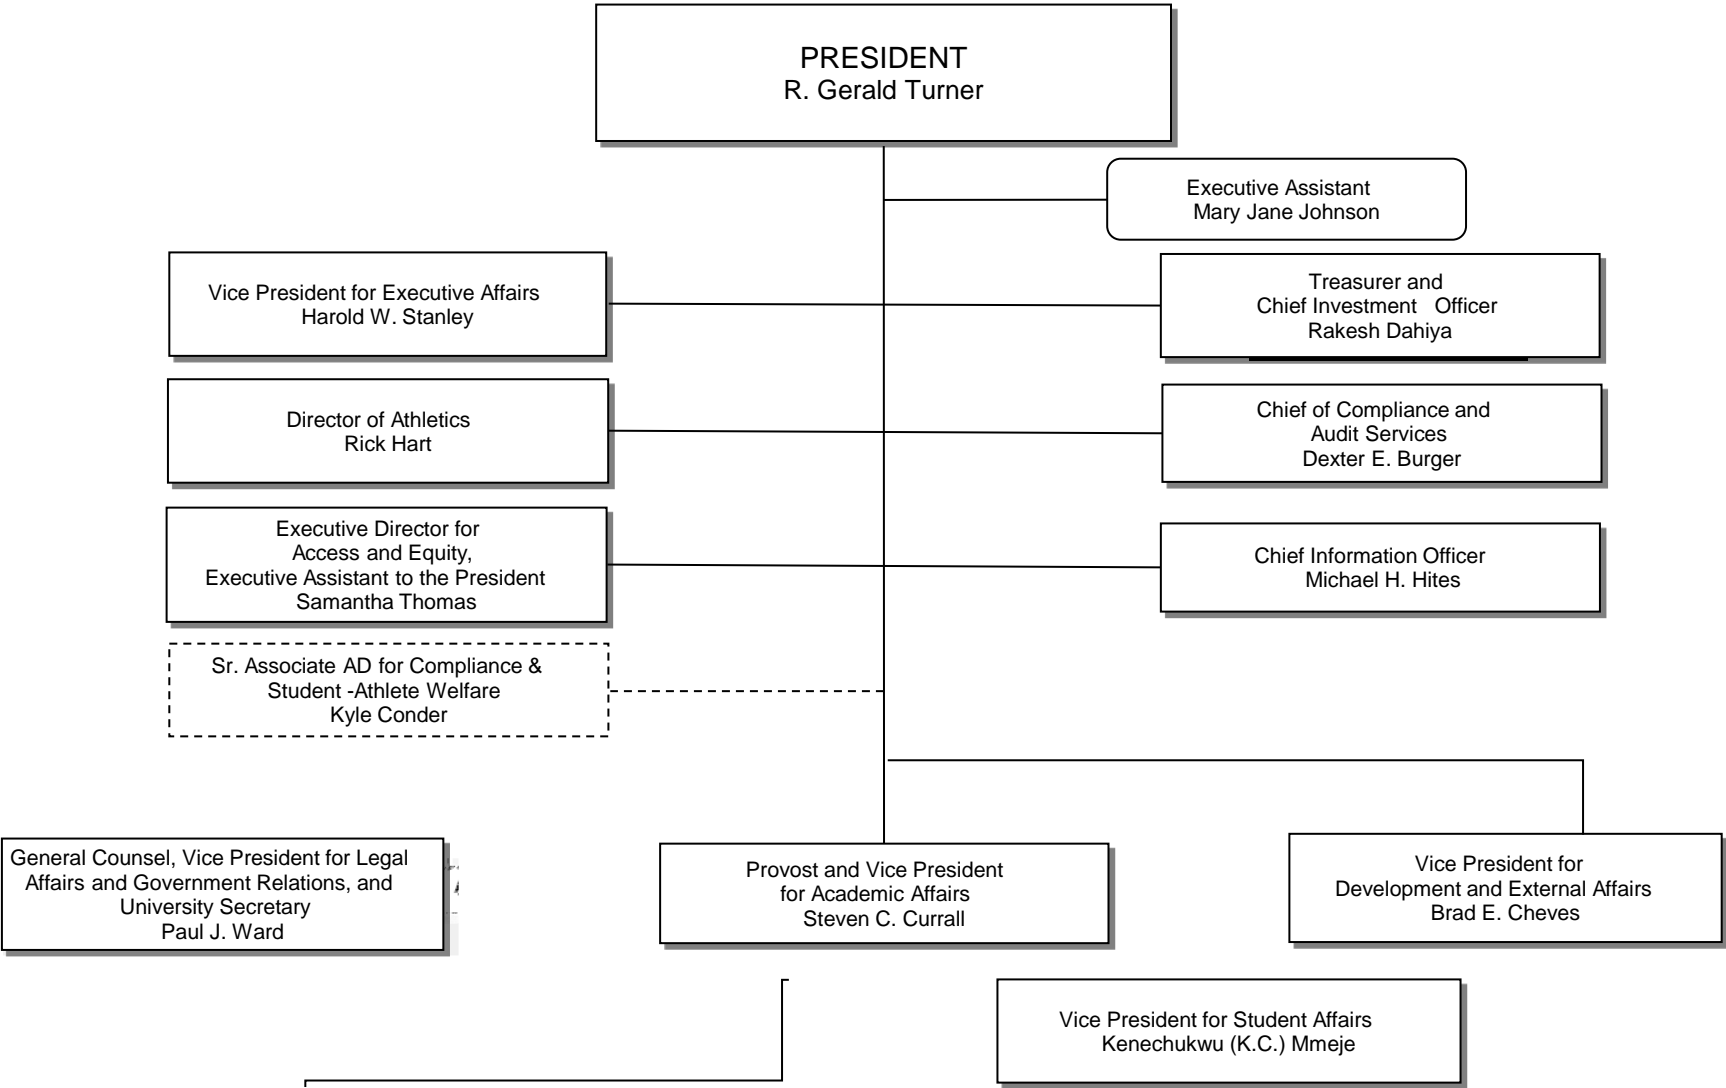 PRESIDENT
R. Gerald Turner
Executive Assistant
Mary Jane Johnson
Vice President for Executive Affairs
Harold W. Stanley
Treasurer and
Chief Investment Officer
Rakesh Dahiya
Director of Athletics
Rick Hart
Chief of Compliance and
Audit Services
Dexter E. Burger
Executive Director for
Access and Equity,
Executive Assistant to the President
Samantha Thomas
Chief Information Officer
Michael H. Hites
Sr. Associate AD for Compliance &
Student -Athlete Welfare
Kyle Conder
General Counsel, Vice President for Legal
Affairs and Government Relations, and
University Secretary
Paul J. Ward
Provost and Vice President
for Academic Affairs
Steven C. Currall
Vice President for
Development and External Affairs
Brad E. Cheves
Vice President for Student Affairs
Kenechukwu (K.C.) Mmeje